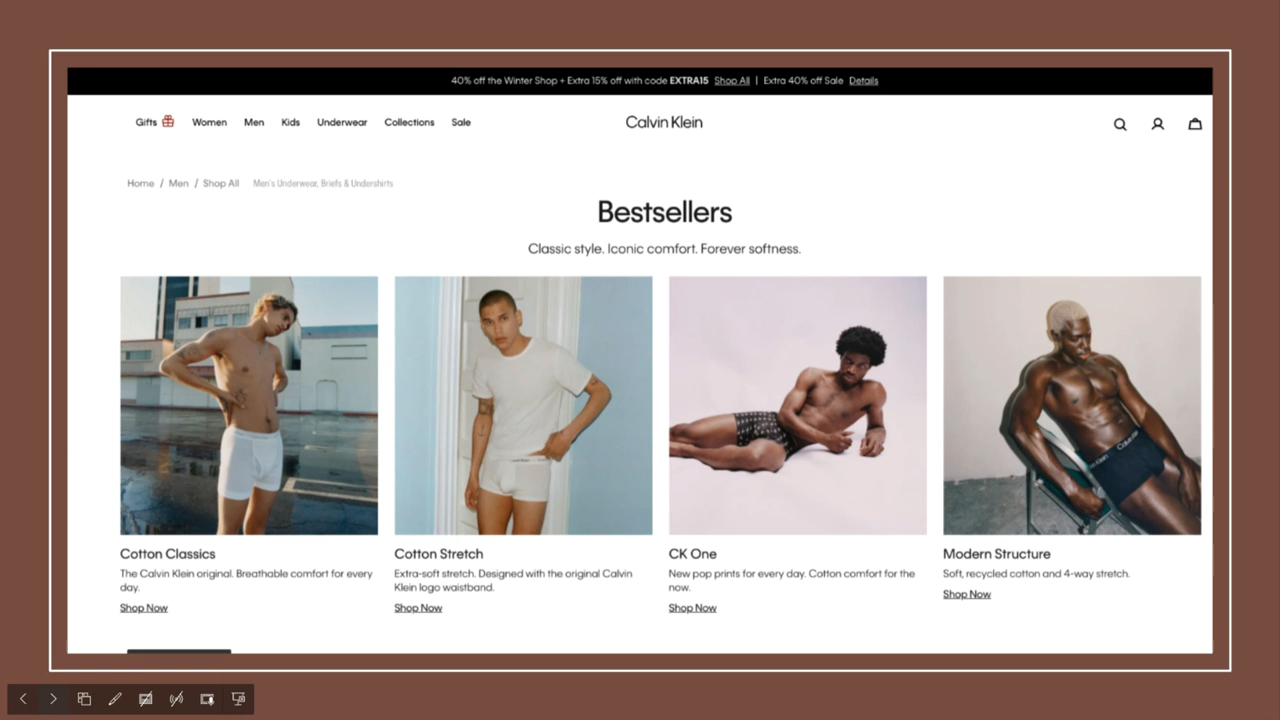 40% off the Winter Shop + Extra 15% off with code EXTRA15 Shop All | Extra 40% off Sale Details
Gifts Women Men Kids Underwear Collections Sale
Calvin Klein
Home / Men / Shop All Men's Underwear, Briefs & Undershirts
Bestsellers
Classic style. Iconic comfort. Forever softness.
Cotton Classics
The Calvin Klein original. Breathable comfort for every
day.
Shop Now
Cotton Stretch
Extra-soft stretch. Designed with the original Calvin
Klein logo waistband.
Shop Now
CK One
New pop prints for every day. Cotton comfort for the
now.
Shop Now
Modern Structure
Soft, recycled cotton and 4-way stretch.
Shop Now